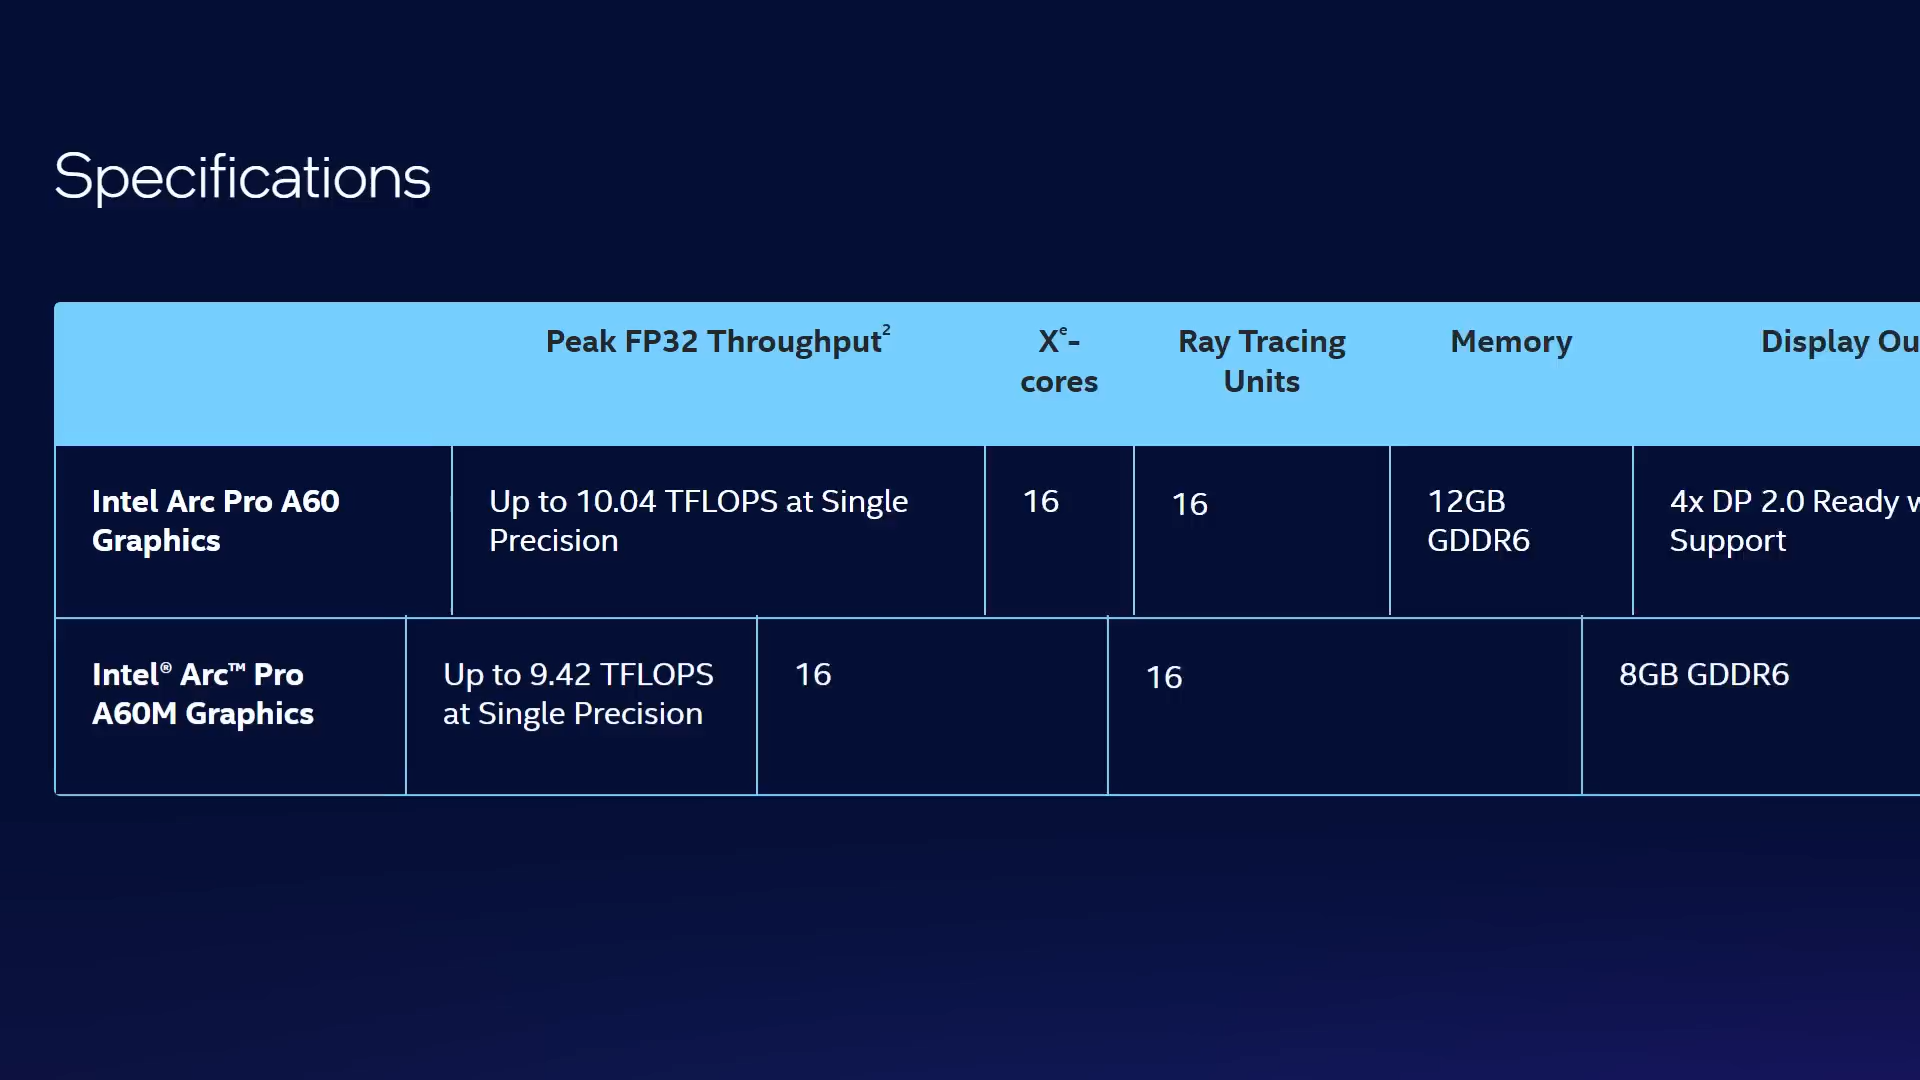 Specifications
Peak FP32 Throughput²
Xᵉ-
cores
Ray Tracing
Units
Memory
Display
Intel Arc Pro A60
Graphics
Up to 10.04 TFLOPS at Single
Precision
16
16
12GB
GDDR6
4x DP 2.0 Ready
Support
Intel® Arc™ Pro
A60M Graphics
Up to 9.42 TFLOPS
at Single Precision
16
16
8GB GDDR6